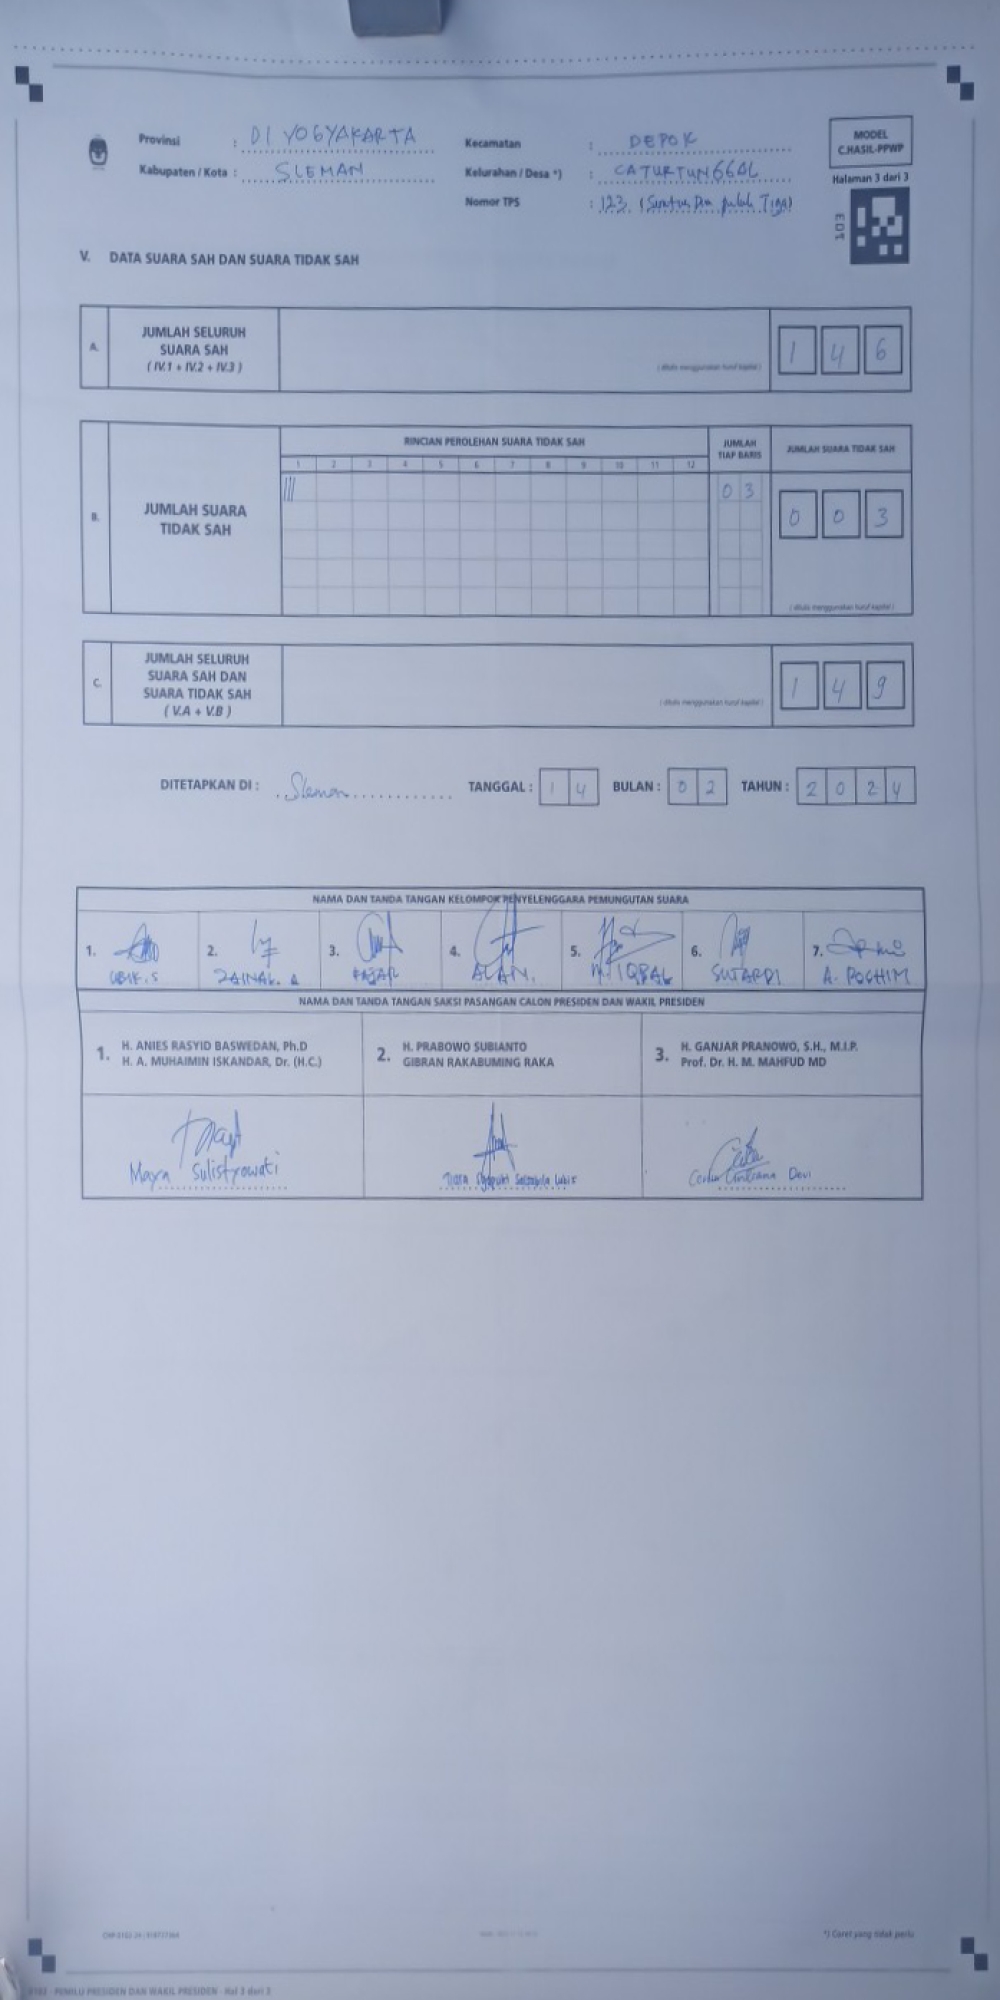 Provinsi : DI YOGYAKARTA
Kabupaten / Kota : SLEMAN
Kecamatan : DEPOK
Kelurahan / Desa *) : CATURTUNGGAL
Nomor TPS : 123 (Seratus Dua puluh Tiga)
MODEL
C.HASIL-PPWP
Halaman 3 dari 3
103
V. DATA SUARA SAH DAN SUARA TIDAK SAH
A. JUMLAH SELURUH
SUARA SAH
( IV.1 + IV.2 + IV.3 )
( ditulis menggunakan huruf kapital )
1 4 6
RINCIAN PEROLEHAN SUARA TIDAK SAH
JUMLAH
TIAP BARIS
JUMLAH SUARA TIDAK SAH
1 2 3 4 5 6 7 8 9 10 11 12
B. JUMLAH SUARA
TIDAK SAH
|||
0 3
0 0 3
( ditulis menggunakan huruf kapital )
C. JUMLAH SELURUH
SUARA SAH DAN
SUARA TIDAK SAH
( V.A + V.B )
( ditulis menggunakan huruf kapital )
1 4 9
DITETAPKAN DI : Sleman TANGGAL : 1 4 BULAN : 0 2 TAHUN : 2 0 2 4
NAMA DAN TANDA TANGAN KELOMPOK PENYELENGGARA PEMUNGUTAN SUARA
1. 2. 3. 4. 5. 6. 7.
ZAINAL. A FAJAR ALAN. M. IQBAL SUTARDI A. ROCHIM
NAMA DAN TANDA TANGAN SAKSI PASANGAN CALON PRESIDEN DAN WAKIL PRESIDEN
1. H. ANIES RASYID BASWEDAN, Ph.D
H. A. MUHAIMIN ISKANDAR, Dr. (H.C.)
2. H. PRABOWO SUBIANTO
GIBRAN RAKABUMING RAKA
3. H. GANJAR PRANOWO, S.H., M.I.P.
Prof. Dr. H. M. MAHFUD MD
Maya Sulistyowati
Tiara Salsabila Lubis
Devi
*) Coret yang tidak perlu
PEMILU PRESIDEN DAN WAKIL PRESIDEN - Hal 3 dari 3